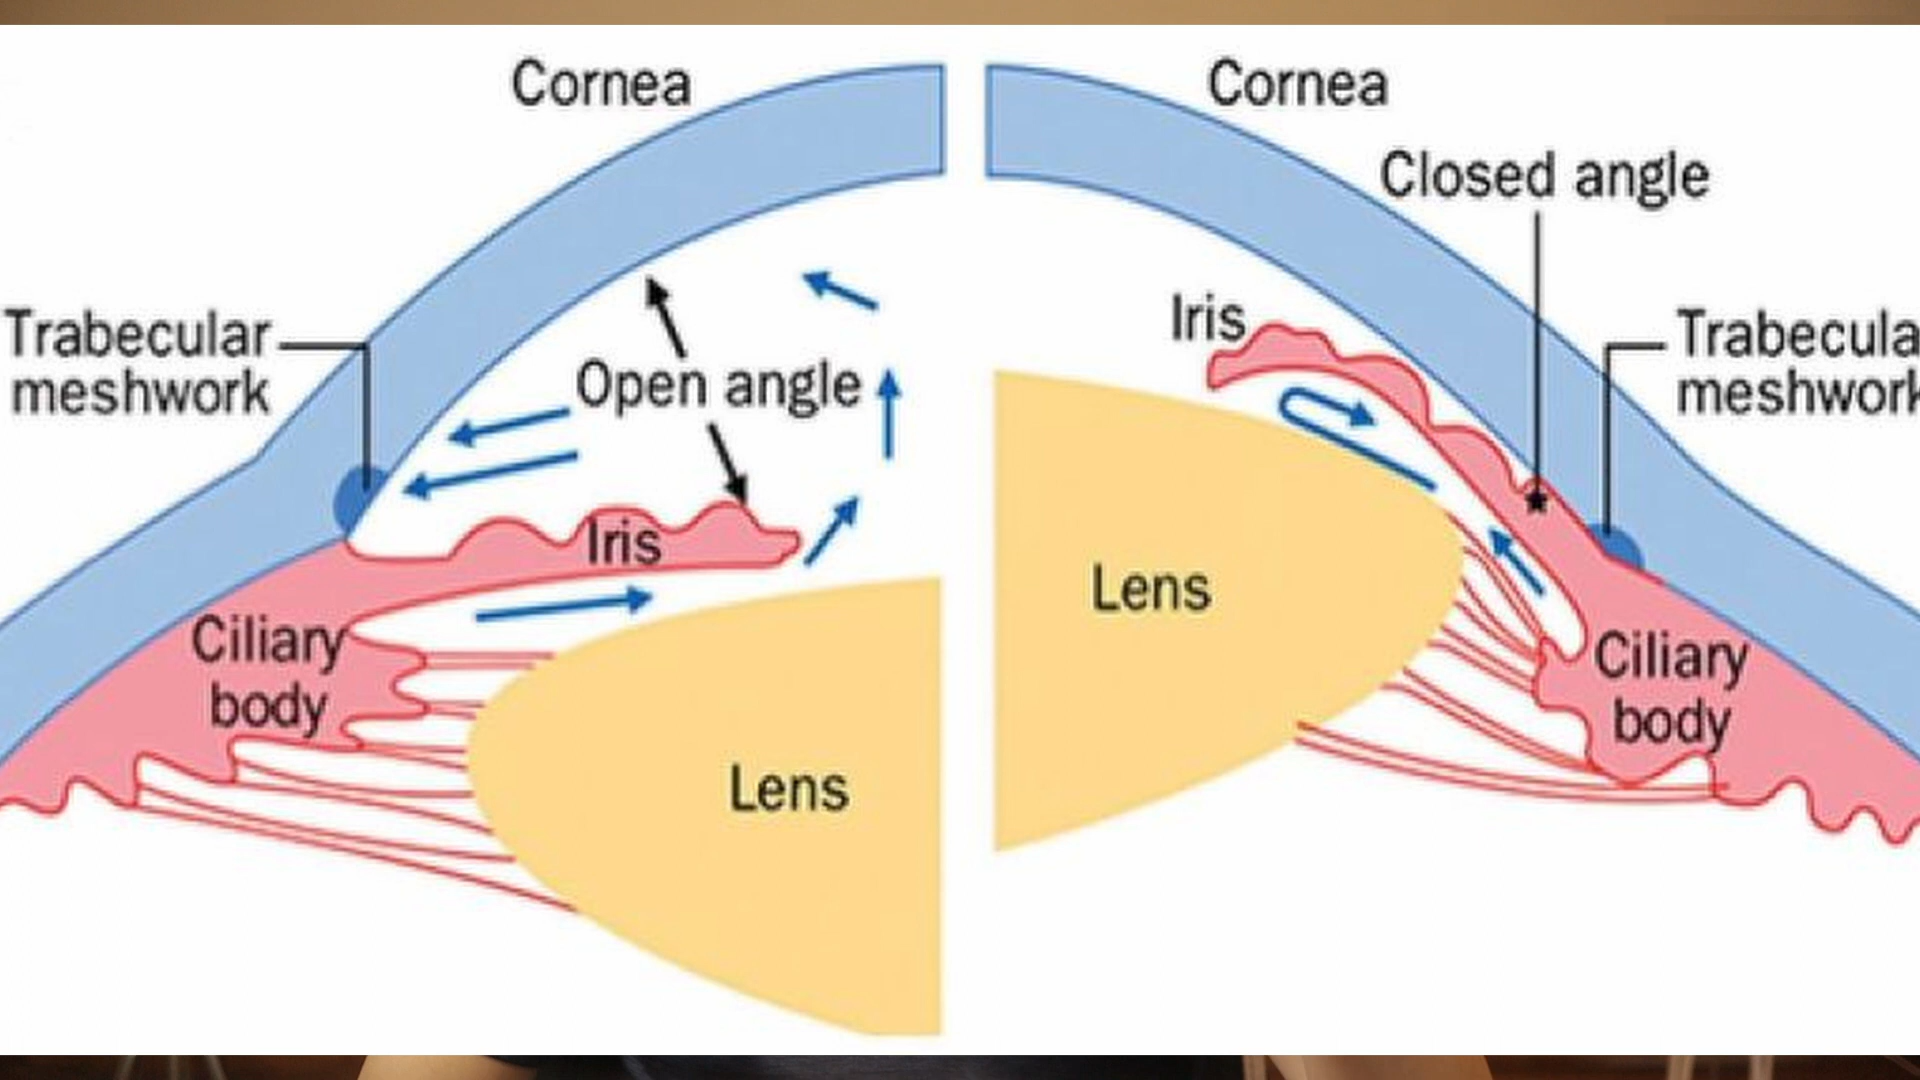 Cornea
Trabecular
meshwork
Open angle
Iris
Ciliary
body
Lens
Cornea
Closed angle
Iris
Trabecula
meshwork
Lens
Ciliary
body